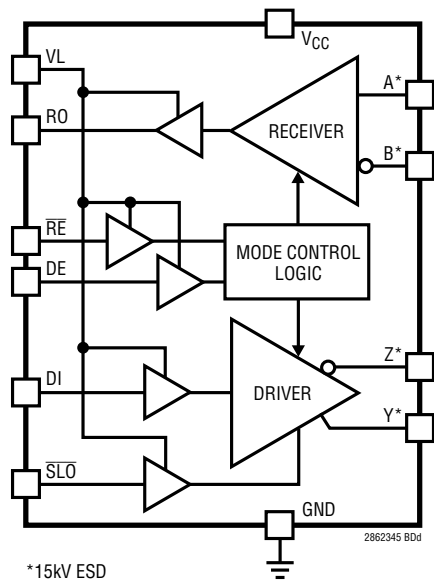 VCC
VL
A*
RO
RECEIVER
B*
RE
MODE CONTROL
LOGIC
DE
Z*
DI
DRIVER
Y*
SLO
GND
2862345 BDd
*15kV ESD